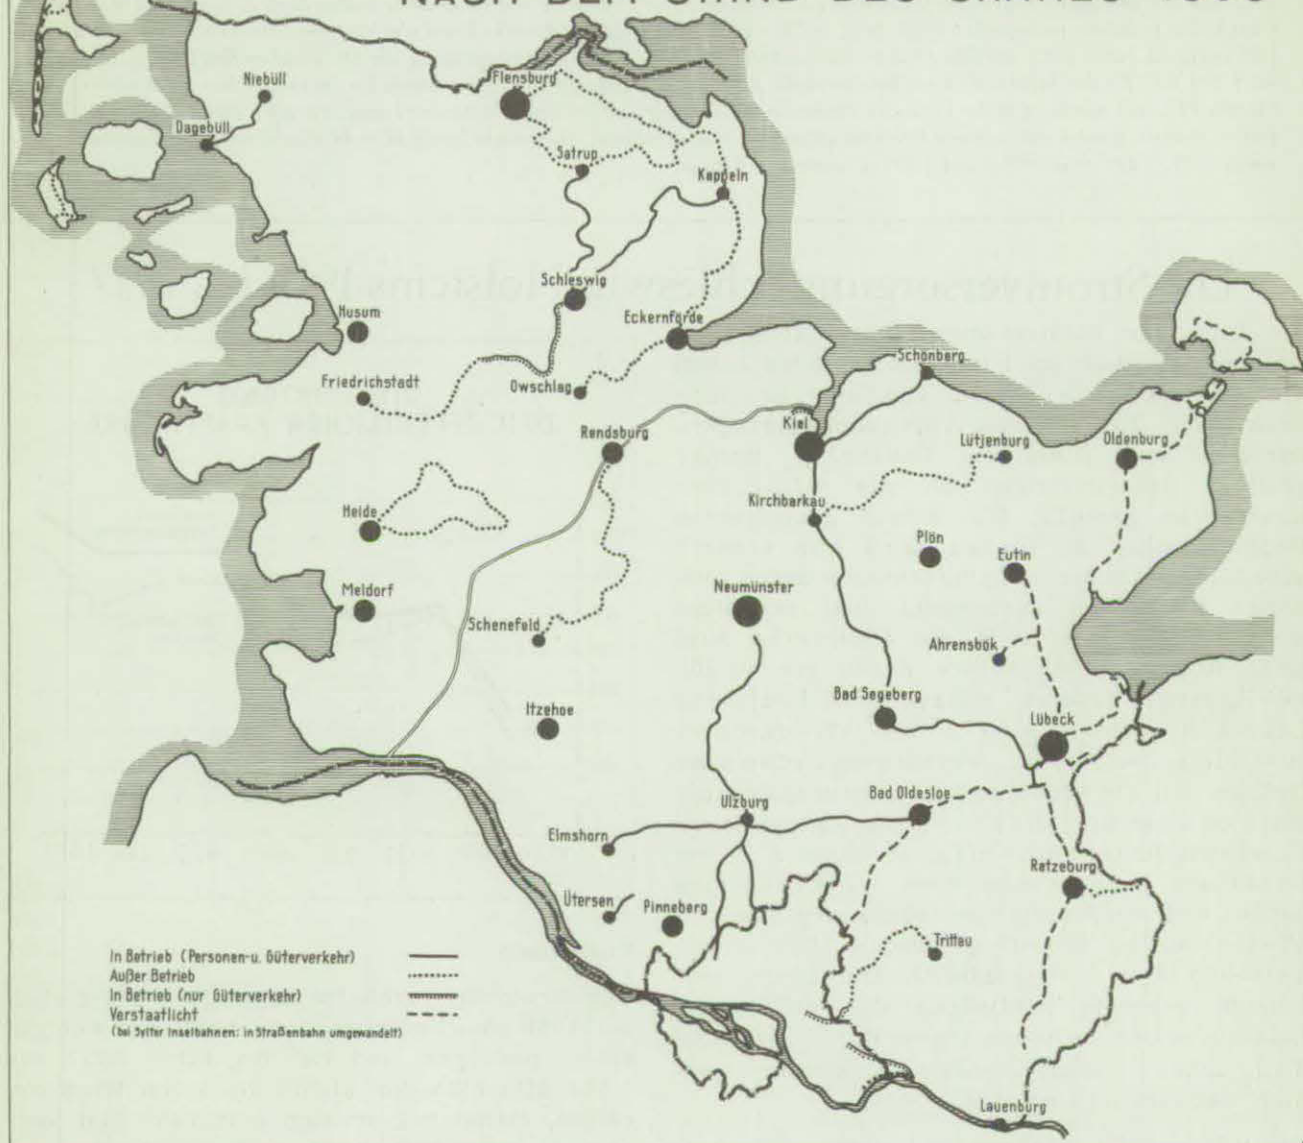 NACH DEM STAND DES JAHRES
Niebüll
Flensburg
Dagebüll
Satrup
Kappeln
Schleswig
Husum
Eckernförde
Schönberg
Friedrichstadt
Owschlag
Rendsburg
Kiel
Lütjenburg
Oldenburg
Kirchbarkau
Heide
Plön
Eutin
Meldorf
Neumünster
Schenefeld
Ahrensbök
Bad Segeberg
Itzehoe
Lübeck
Bad Oldesloe
Ulzburg
Elmshorn
Ratzeburg
Ütersen
Pinneberg
Trittau
In Betrieb (Personen-u. Güterverkehr)
Außer Betrieb
In Betrieb (nur Güterverkehr)
Verstaatlicht
(bei Sylter Inselbahnen: in Straßenbahn umgewandelt)
Lauenburg